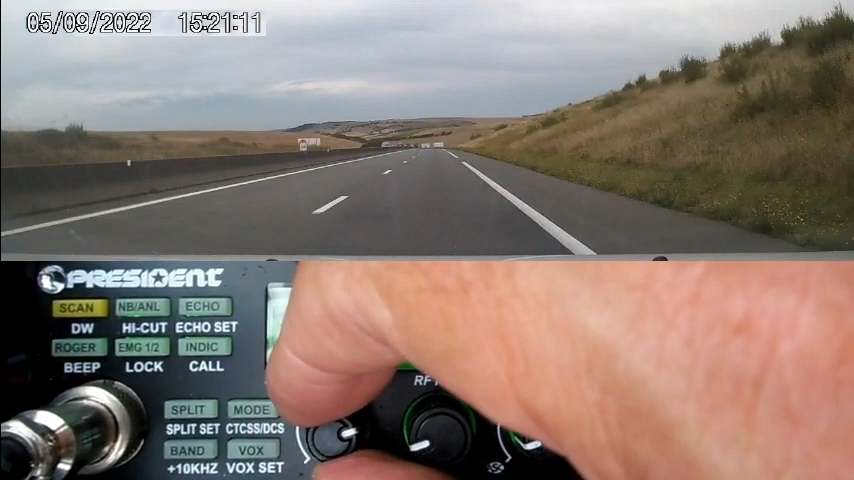 05/09/2022 15:21:11
PRESIDENT
SCAN NB/ANL ECHO
DW HI-CUT ECHO SET
ROGER EMG 1/2 INDIC
BEEP LOCK CALL
RF
SPLIT MODE
SPLIT SET CTCSS/DCS
BAND VOX
+10KHZ VOX SET